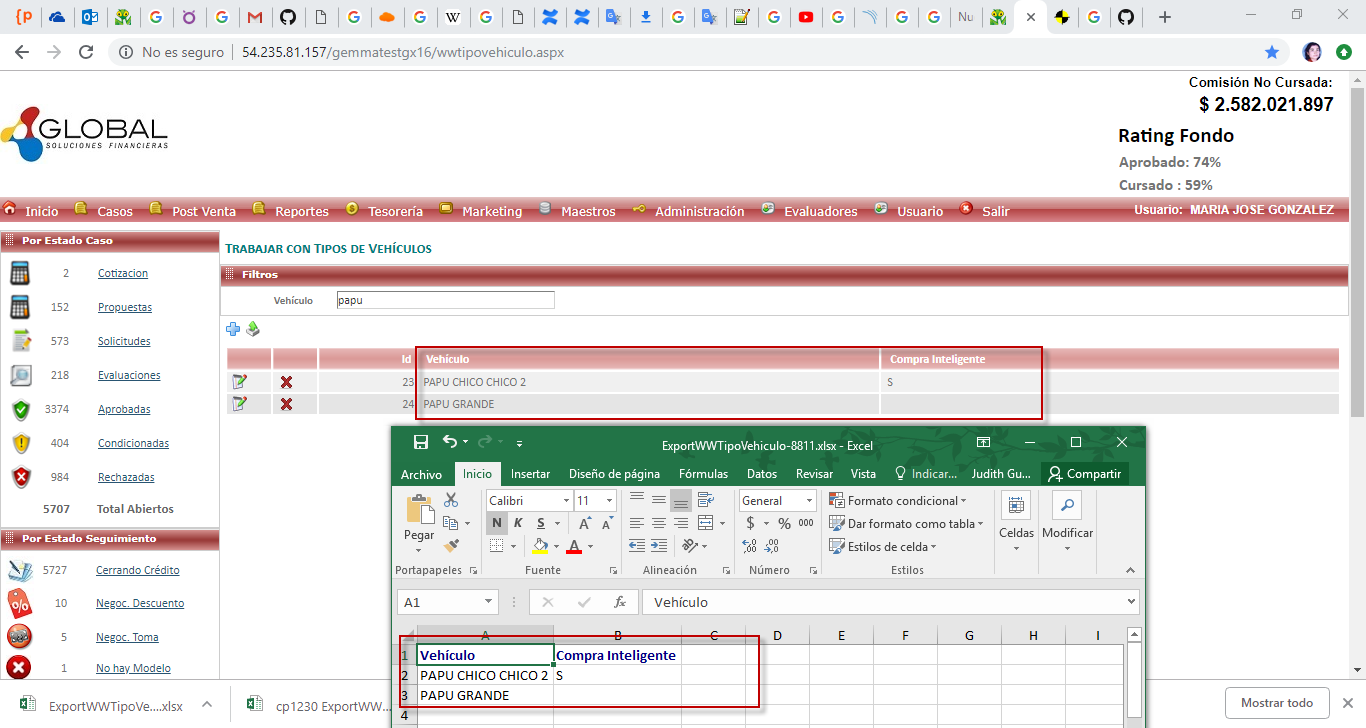 Nu
No es seguro | 54.235.81.157/gemmatestgx16/wwtipovehiculo.aspx
GLOBAL
SOLUCIONES FINANCIERAS
Comisión No Cursada:
$ 2.582.021.897
Rating Fondo
Aprobado: 74%
Cursado : 59%
Inicio Casos Post Venta Reportes Tesorería Marketing Maestros Administración Evaluadores Usuario Salir Usuario: MARIA JOSE GONZALEZ
Por Estado Caso
2 Cotizacion
152 Propuestas
573 Solicitudes
218 Evaluaciones
3374 Aprobadas
404 Condicionadas
984 Rechazadas
5707 Total Abiertos
Por Estado Seguimiento
5727 Cerrando Crédito
10 Negoc. Descuento
5 Negoc. Toma
1 No hay Modelo
TRABAJAR CON TIPOS DE VEHÍCULOS
Filtros
Vehículo papu
Id Vehículo Compra Inteligente
23 PAPU CHICO CHICO 2 S
24 PAPU GRANDE
ExportWWTipoVehiculo-8811.xlsx - Excel
Archivo Inicio Insertar Diseño de página Fórmulas Datos Revisar Vista Indicar... Judith Gu... Compartir
Pegar
Calibri 11
N K S A A
A
General
$ % 000
Formato condicional
Dar formato como tabla
Estilos de celda
Celdas
Modificar
Portapapeles Fuente Alineación Número Estilos
A1 fx Vehículo
A B C D E F G H I
1 Vehículo Compra Inteligente
2 PAPU CHICO CHICO 2 S
3 PAPU GRANDE
4
ExportWWTipoVe....xlsx
cp1230 ExportWW...
Mostrar todo